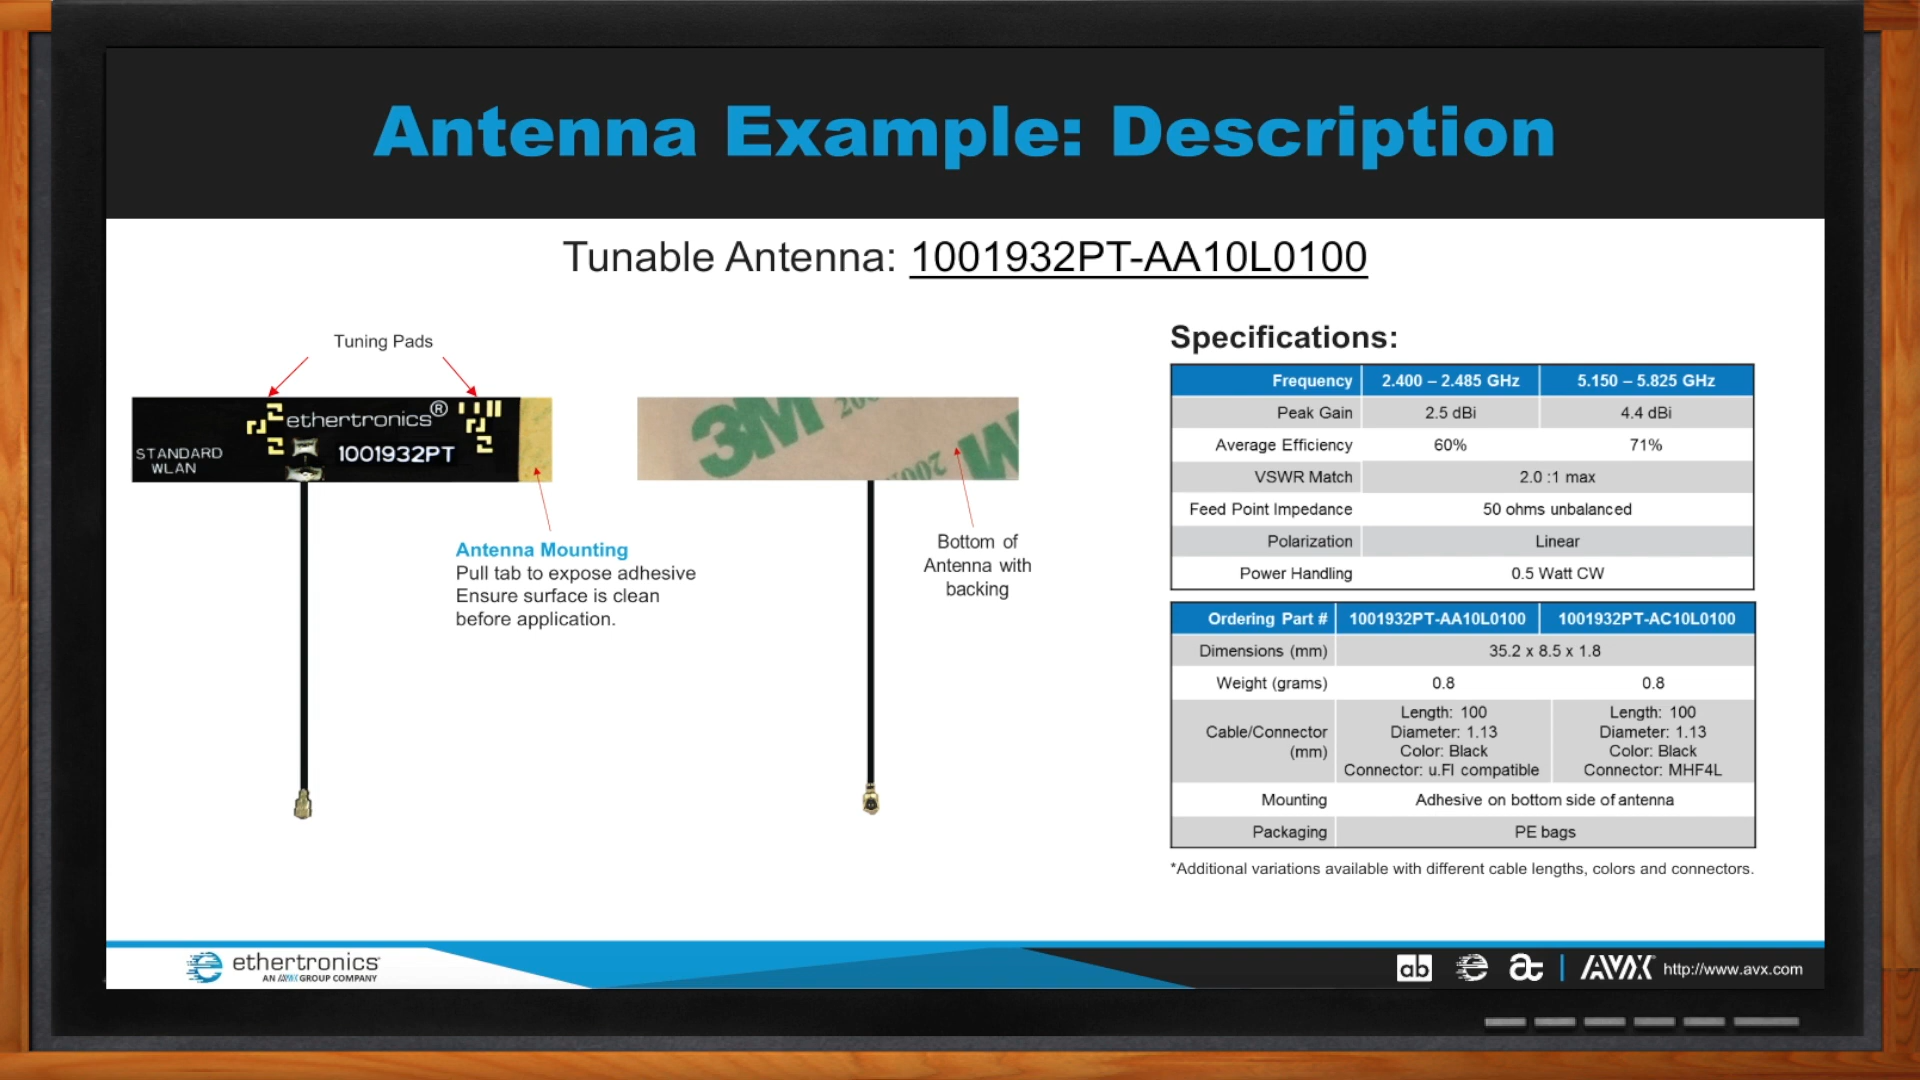 Antenna Example: Description
Tunable Antenna: 1001932PT-AA10L0100
Tuning Pads
ethertronics®
STANDARD
WLAN
1001932PT
3M
200
Antenna Mounting
Pull tab to expose adhesive
Ensure surface is clean
before application.
Bottom of
Antenna with
backing
Specifications:
Frequency 2.400 – 2.485 GHz 5.150 – 5.825 GHz
Peak Gain 2.5 dBi 4.4 dBi
Average Efficiency 60% 71%
VSWR Match 2.0 :1 max
Feed Point Impedance 50 ohms unbalanced
Polarization Linear
Power Handling 0.5 Watt CW
Ordering Part # 1001932PT-AA10L0100 1001932PT-AC10L0100
Dimensions (mm) 35.2 x 8.5 x 1.8
Weight (grams) 0.8 0.8
Cable/Connector
(mm)
Length: 100
Diameter: 1.13
Color: Black
Connector: u.Fl compatible
Length: 100
Diameter: 1.13
Color: Black
Connector: MHF4L
Mounting Adhesive on bottom side of antenna
Packaging PE bags
*Additional variations available with different cable lengths, colors and connectors.
ethertronics
AN AVX GROUP COMPANY
ab
AVX http://www.avx.com